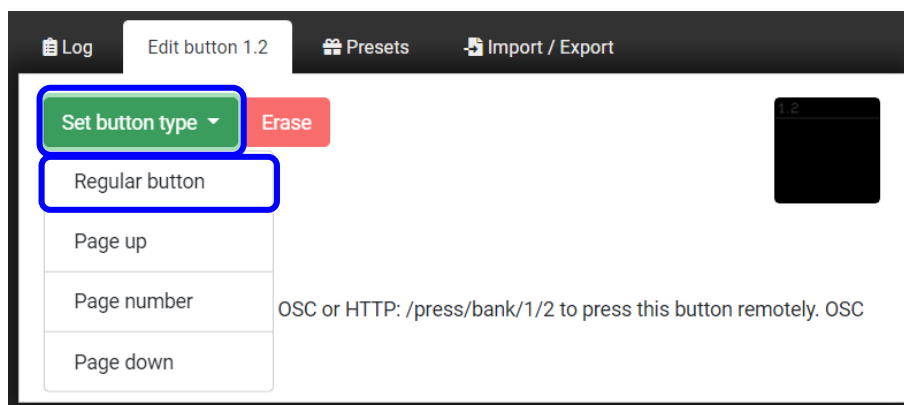 Log Edit button 1.2 Presets Import / Export
Set button type Erase
1.2
Regular button
Page up
Page number
OSC or HTTP: /press/bank/1/2 to press this button remotely. OSC
Page down